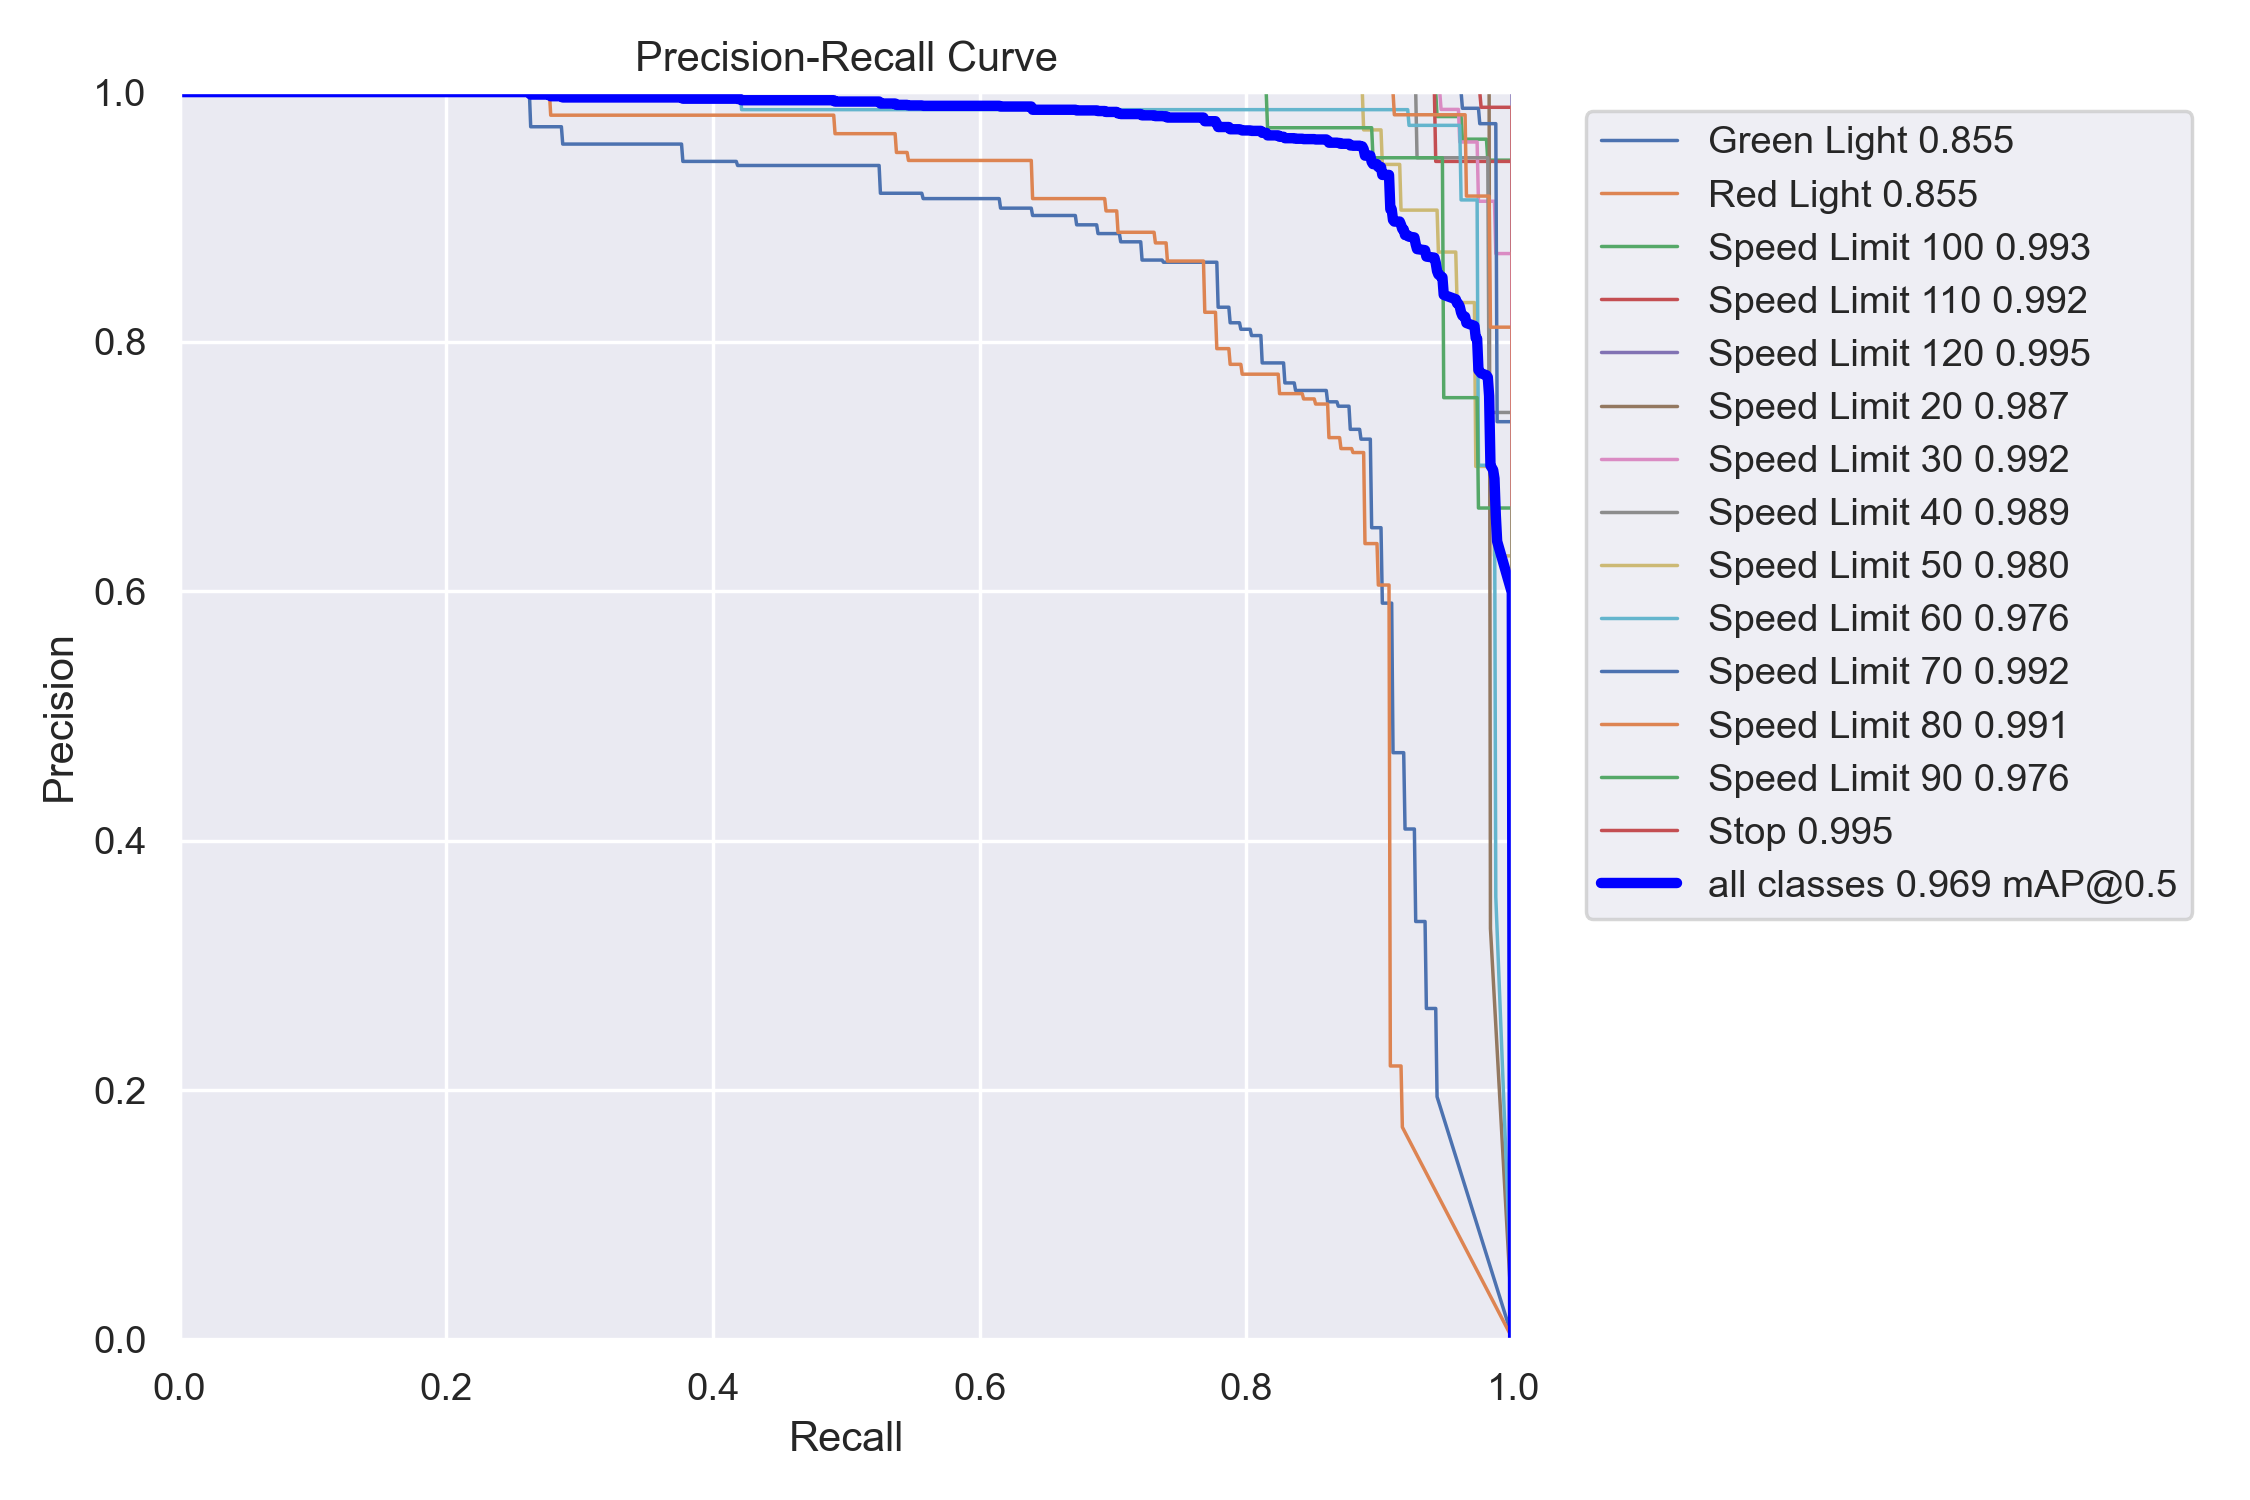 Precision-Recall Curve
1.0
0.8
0.6
0.4
0.2
0.0
Precision
0.0 0.2 0.4 0.6 0.8 1.0
Recall
Green Light 0.855
Red Light 0.855
Speed Limit 100 0.993
Speed Limit 110 0.992
Speed Limit 120 0.995
Speed Limit 20 0.987
Speed Limit 30 0.992
Speed Limit 40 0.989
Speed Limit 50 0.980
Speed Limit 60 0.976
Speed Limit 70 0.992
Speed Limit 80 0.991
Speed Limit 90 0.976
Stop 0.995
all classes 0.969 mAP@0.5